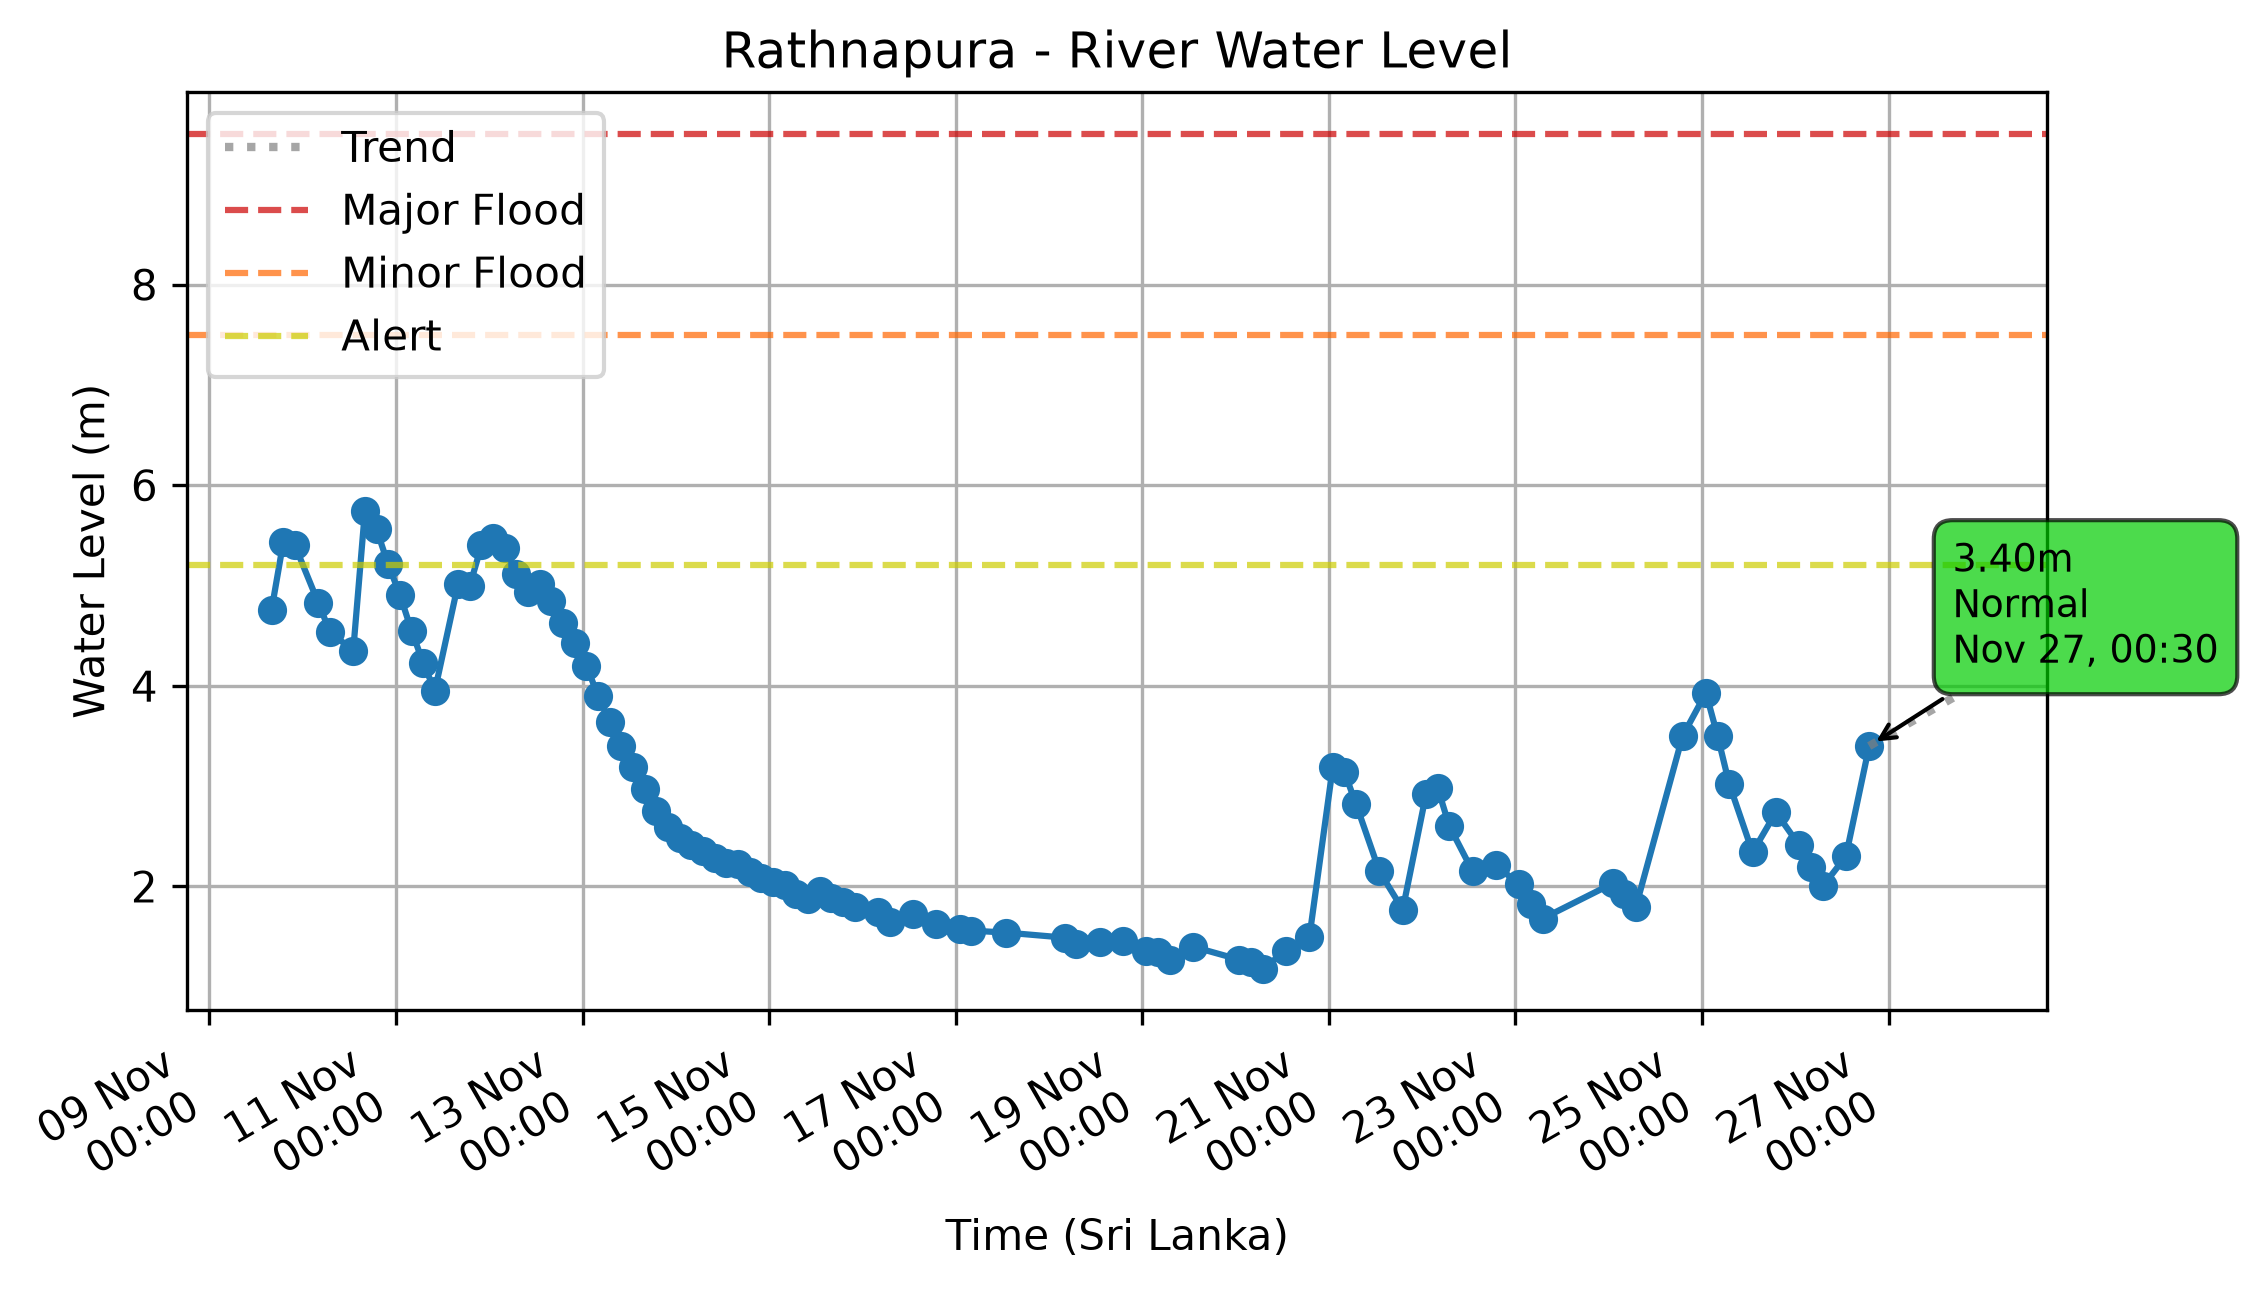 Rathnapura - River Water Level
Trend
Major Flood
Minor Flood
Alert
8
6
4
2
Water Level (m)
3.40m
Normal
Nov 27, 00:30
09 Nov
00:00
11 Nov
00:00
13 Nov
00:00
15 Nov
00:00
17 Nov
00:00
19 Nov
00:00
21 Nov
00:00
23 Nov
00:00
25 Nov
00:00
27 Nov
00:00
Time (Sri Lanka)